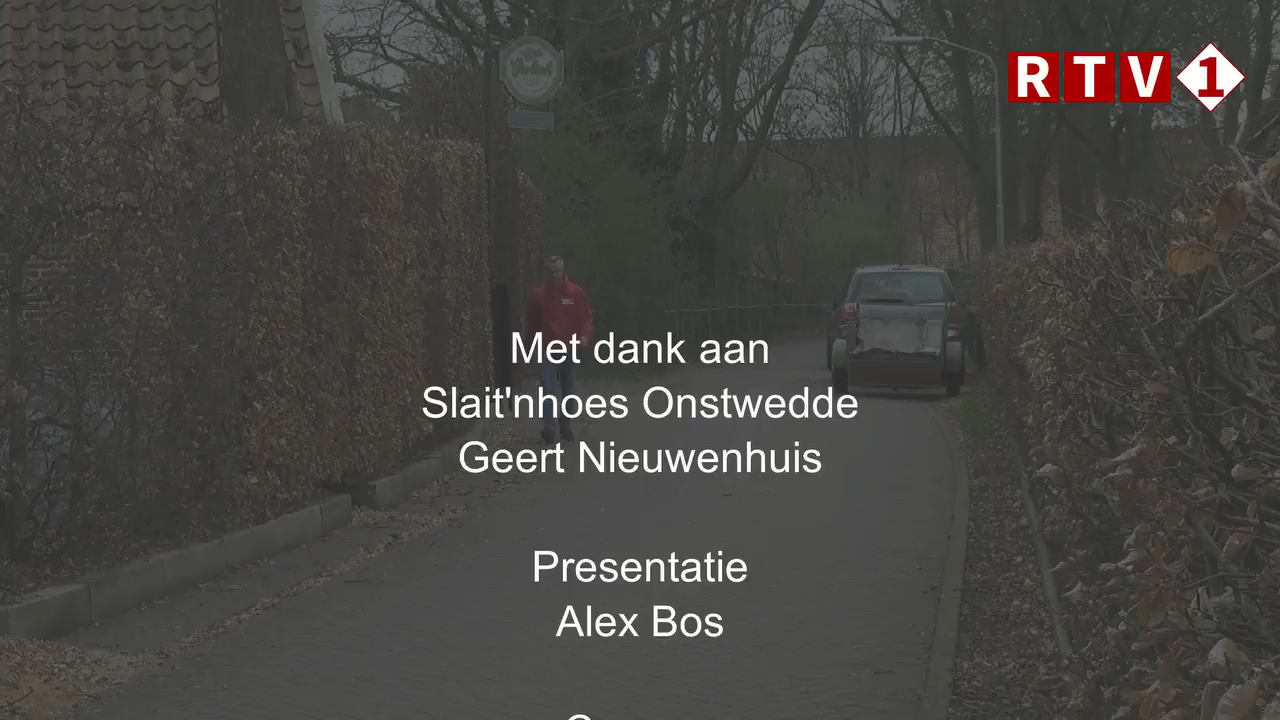 RTV1
Met dank aan
Slait'nhoes Onstwedde
Geert Nieuwenhuis
Presentatie
Alex Bos